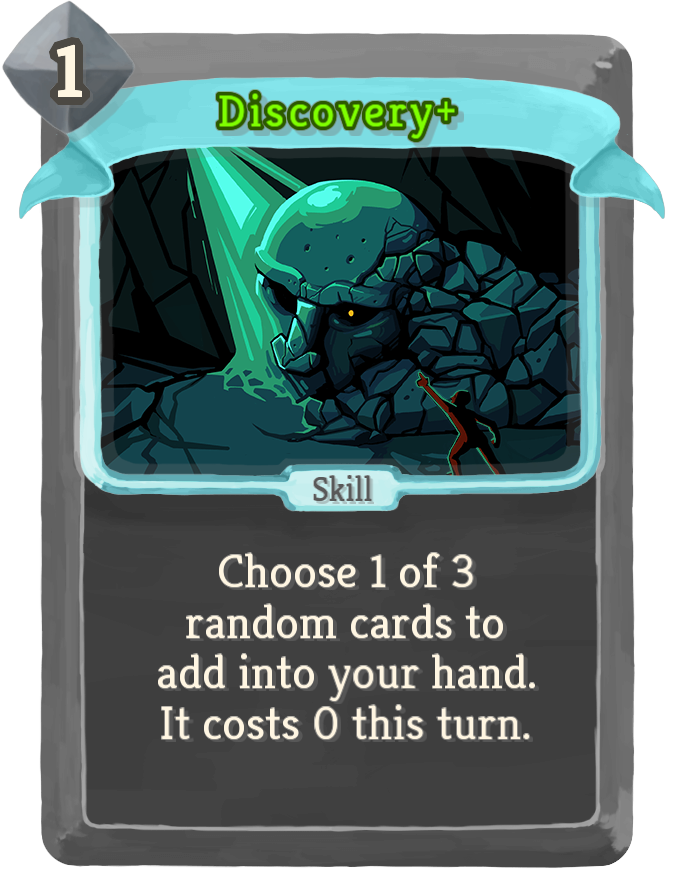 1
Discovery+
Skill
Choose 1 of 3
random cards to
add into your hand.
It costs 0 this turn.